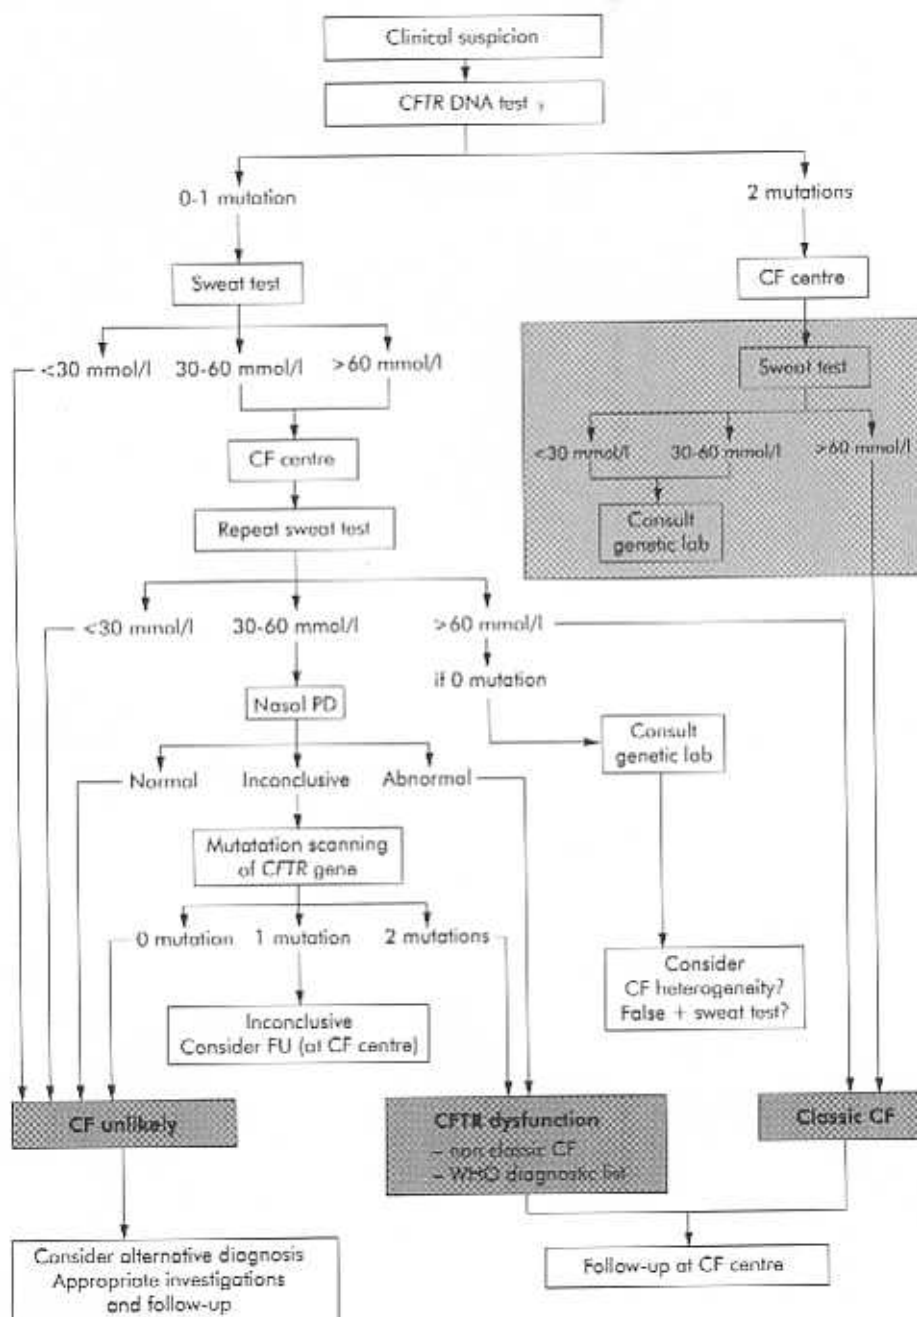 Clinical suspicion
CFTR DNA test
0-1 mutation
2 mutations
Sweat test
CF centre
<30 mmol/l
30-60 mmol/l
>60 mmol/l
Sweat test
<30 mmol/l
30-60 mmol/l
>60 mmol/l
CF centre
Consult
genetic lab
Repeat sweat test
<30 mmol/l
30-60 mmol/l
>60 mmol/l
if 0 mutation
Nasal PD
Consult
genetic lab
Normal
Inconclusive
Abnormal
Mutatation scanning
of CFTR gene
0 mutation
1 mutation
2 mutations
Consider
CF heterogeneity?
False + sweat test?
Inconclusive
Consider FU (at CF centre)
CF unlikely
CFTR dysfunction
– non classic CF
– WHO diagnostic list
Classic CF
Consider alternative diagnosis
Appropriate investigations
and follow-up
Follow-up at CF centre